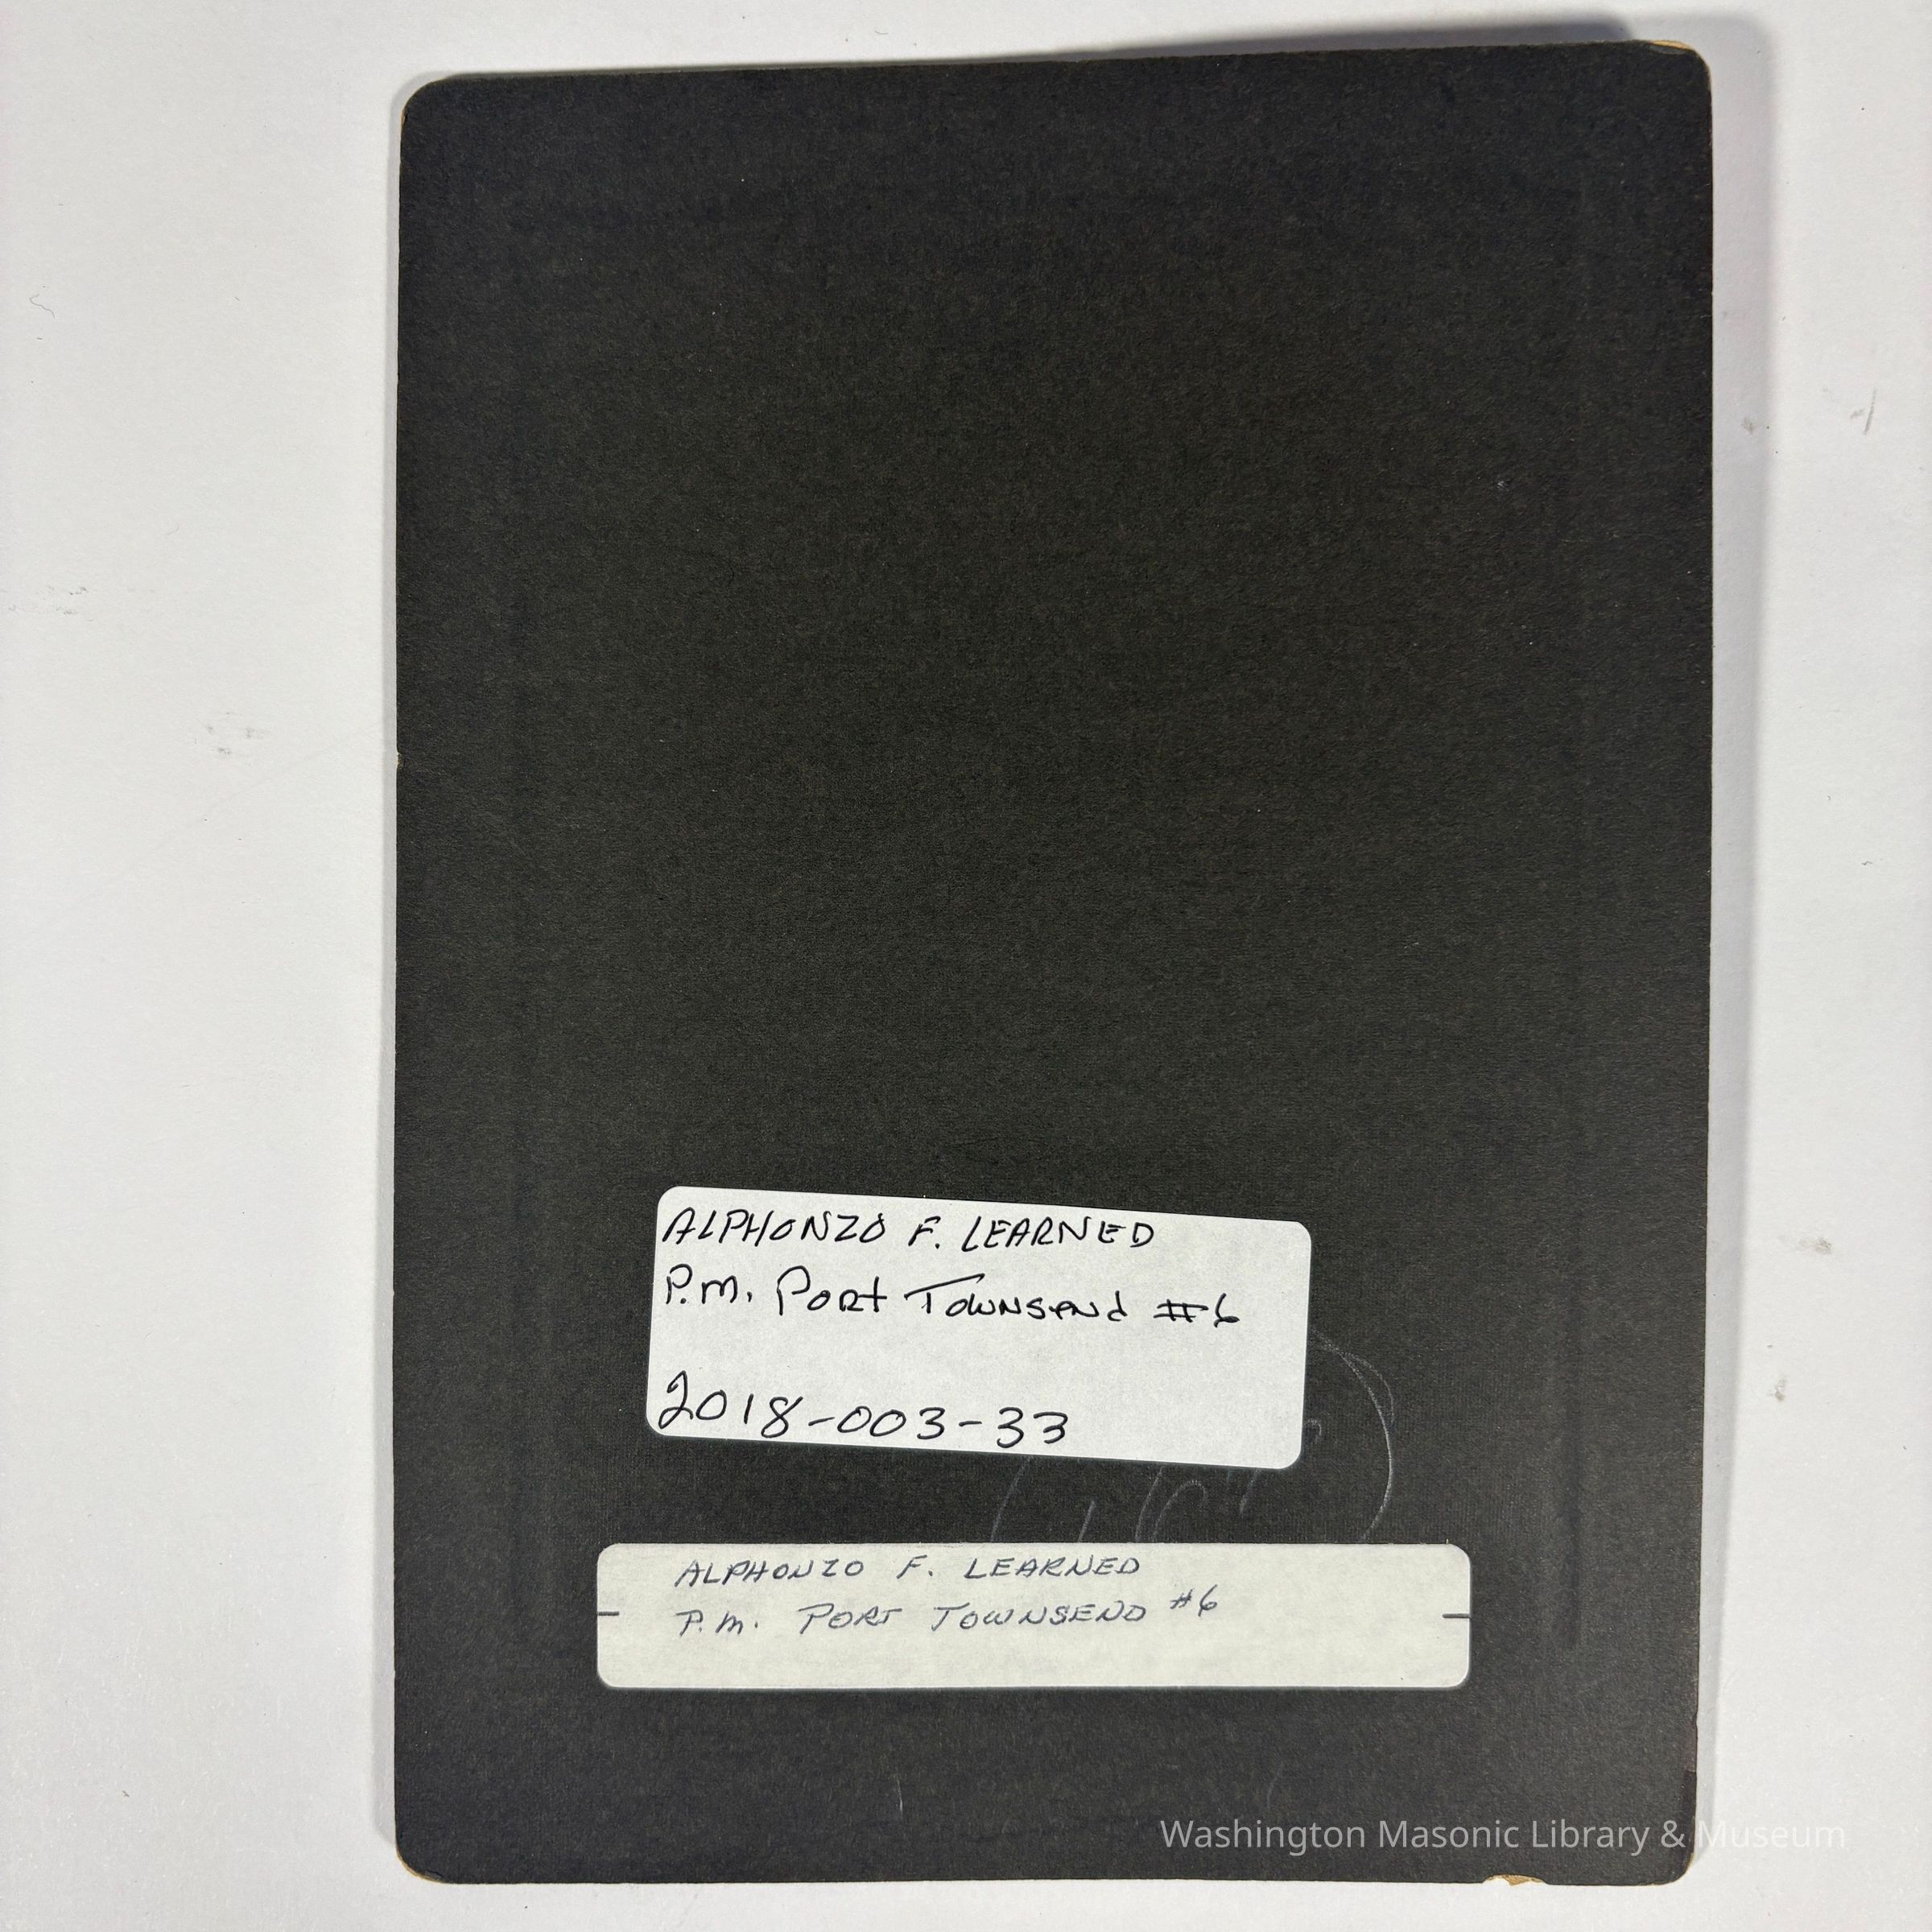 ALPHONZO F. LEARNED
P.M. PORT TOWNSEND #6
2018-003-33
ALPHONZO F. LEARNED
P.M. PORT TOWNSEND #6
Washington Masonic Library & Museum